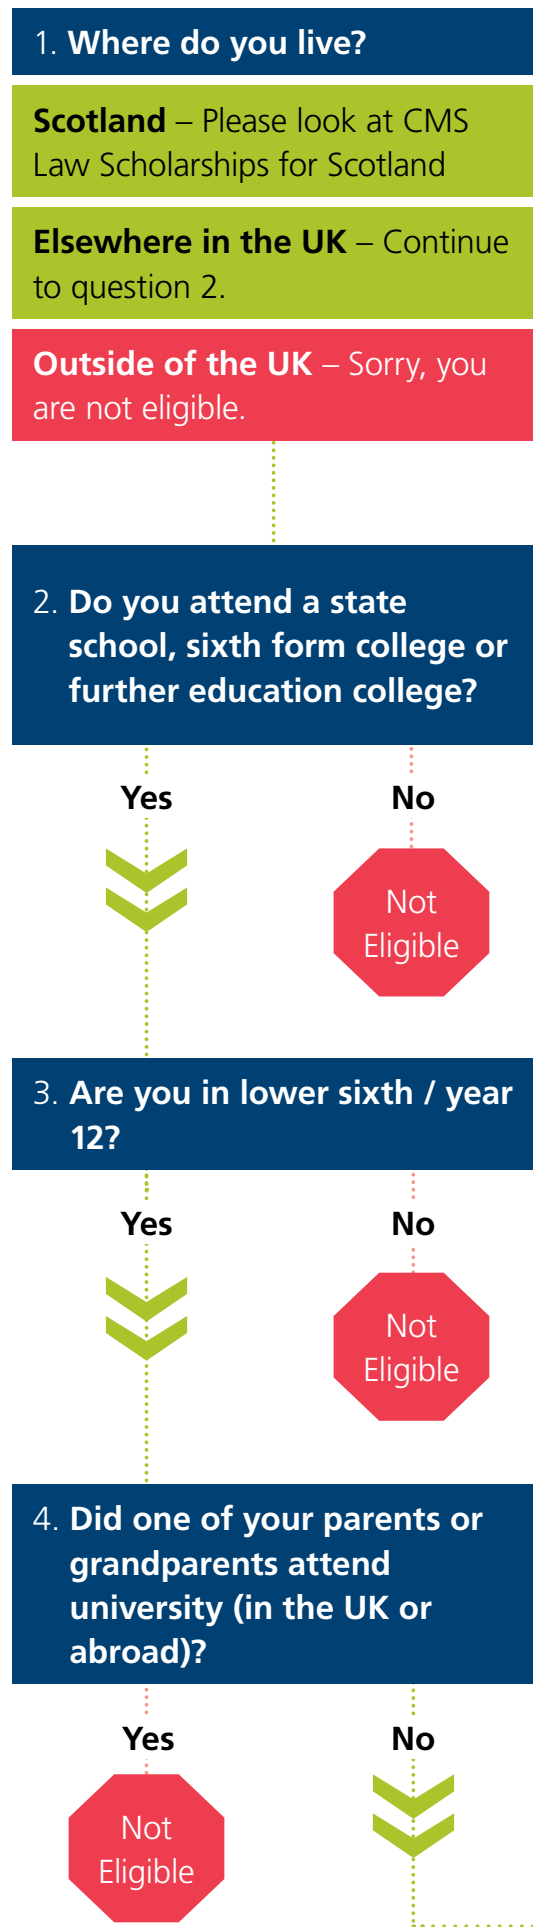 1. Where do you live?
Scotland – Please look at CMS
Law Scholarships for Scotland
Elsewhere in the UK – Continue
to question 2.
Outside of the UK – Sorry, you
are not eligible.
2. Do you attend a state
school, sixth form college or
further education college?
Yes
No
Not
Eligible
3. Are you in lower sixth / year
12?
Yes
No
Not
Eligible
4. Did one of your parents or
grandparents attend
university (in the UK or
abroad)?
Yes
No
Not
Eligible